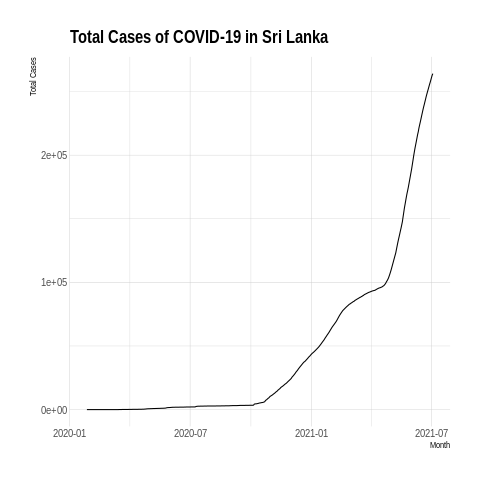 Total Cases of COVID-19 in Sri Lanka
Total Cases
2e+05
1e+05
0e+00
2020-01 2020-07 2021-01 2021-07
Month